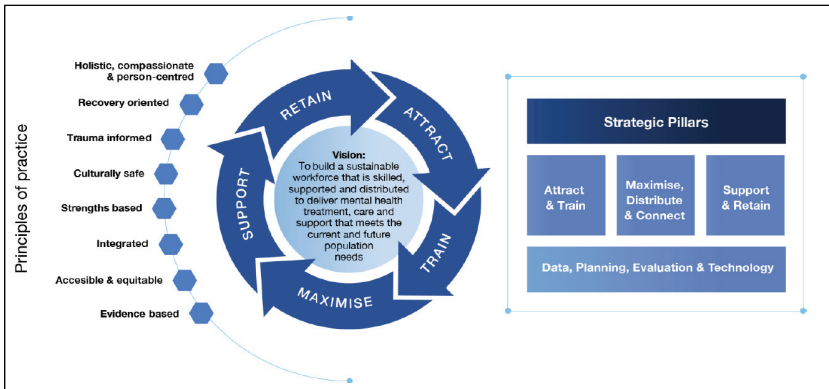 Principles of practice
Holistic, compassionate
& person-centred
Recovery oriented
Trauma informed
Culturally safe
Strengths based
Integrated
Accesible & equitable
Evidence based
RETAIN
ATTRACT
TRAIN
MAXIMISE
SUPPORT
Vision:
To build a sustainable
workforce that is skilled,
supported and distributed
to deliver mental health
treatment, care and
support that meets the
current and future
population
needs
Strategic Pillars
Attract
& Train
Maximise,
Distribute
& Connect
Support
& Retain
Data, Planning, Evaluation & Technology